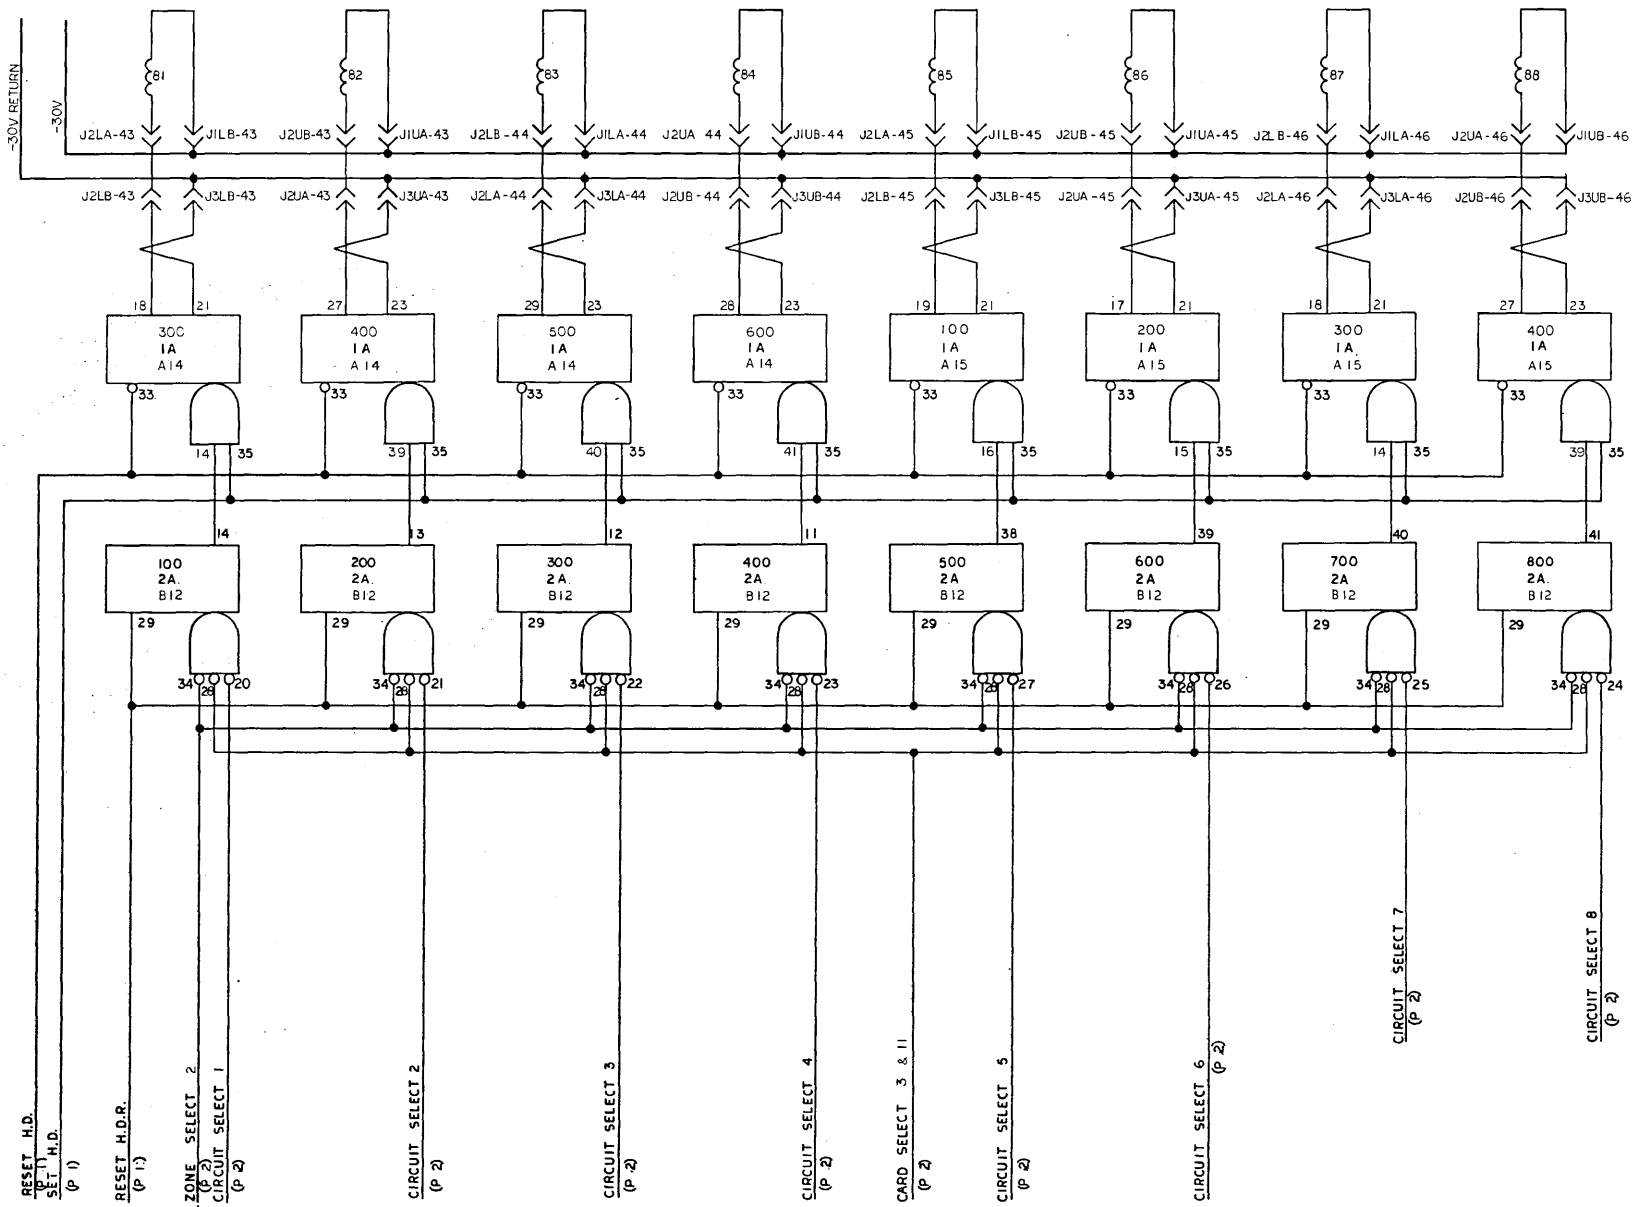 -30V RETURN
-30V
81 82 83 84 85 86 87 88
J2LA-43 J1LB-43 J2UB-43 J1UA-43 J2LB-44 J1LA-44 J2UA 44 J1UB-44 J2LA-45 J1LB-45 J2UB-45 J1UA-45 J2LB-46 J1LA-46 J2UA-46 J1UB-46
J2LB-43 J3LB-43 J2UA-43 J3UA-43 J2LA-44 J3LA-44 J2UB-44 J3UB-44 J2LB-45 J3LB-45 J2UA-45 J3UA-45 J2LA-46 J3LA-46 J2UB-46 J3UB-46
18 21 27 23 29 23 28 23 19 21 17 21 18 21 27 23
300 400 500 600 100 200 300 400
1A 1A 1A 1A 1A 1A 1A. 1A
A14 A14 A14 A14 A15 A15 A15 A15
33. 33 33 33 33 33 33 33
14 35 39 35 40 35 41 35 16 35 15 35 14 35 39 35
14 13 12 11 38 39 40 41
100 200 300 400 500 600 700 800
2A. 2A. 2A. 2A. 2A 2A 2A 2A.
B12 B12 B12 B12 B12 B12 B12 B12
29 29 29 29 29 29 29 29
34 28 20 34 28 21 34 28 22 34 28 23 34 28 27 34 28 26 34 28 25 34 28 24
RESET H.D.
(P 1)
SET H.D.
(P 1)
RESET H.D.R.
(P 1)
ZONE SELECT 2
(P 2)
CIRCUIT SELECT 1
(P 2)
CIRCUIT SELECT 2
(P 2)
CIRCUIT SELECT 3
(P 2)
CIRCUIT SELECT 4
(P 2)
CARD SELECT 3 & 11
(P 2)
CIRCUIT SELECT 5
(P 2)
CIRCUIT SELECT 6
(P 2)
CIRCUIT SELECT 7
(P 2)
CIRCUIT SELECT 8
(P 2)